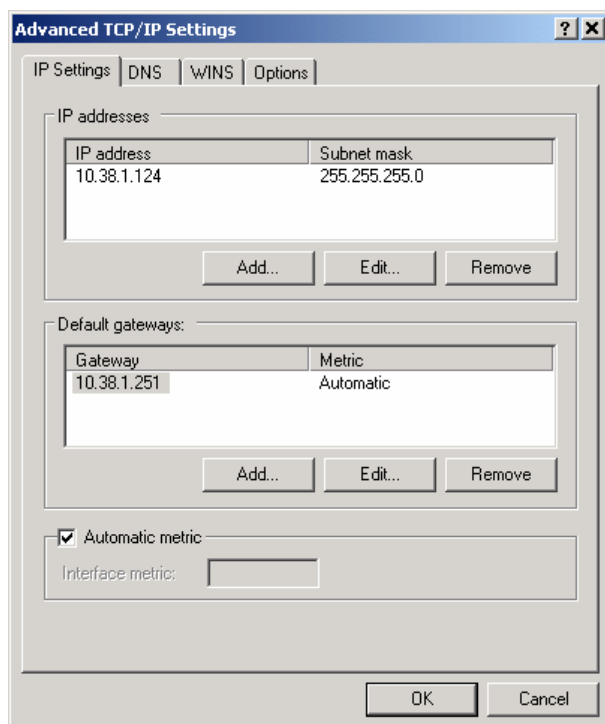 Advanced TCP/IP Settings
IP Settings DNS WINS Options
IP addresses
IP address Subnet mask
10.38.1.124 255.255.255.0
Add... Edit... Remove
Default gateways:
Gateway Metric
10.38.1.251 Automatic
Add... Edit... Remove
Automatic metric
Interface metric:
OK Cancel